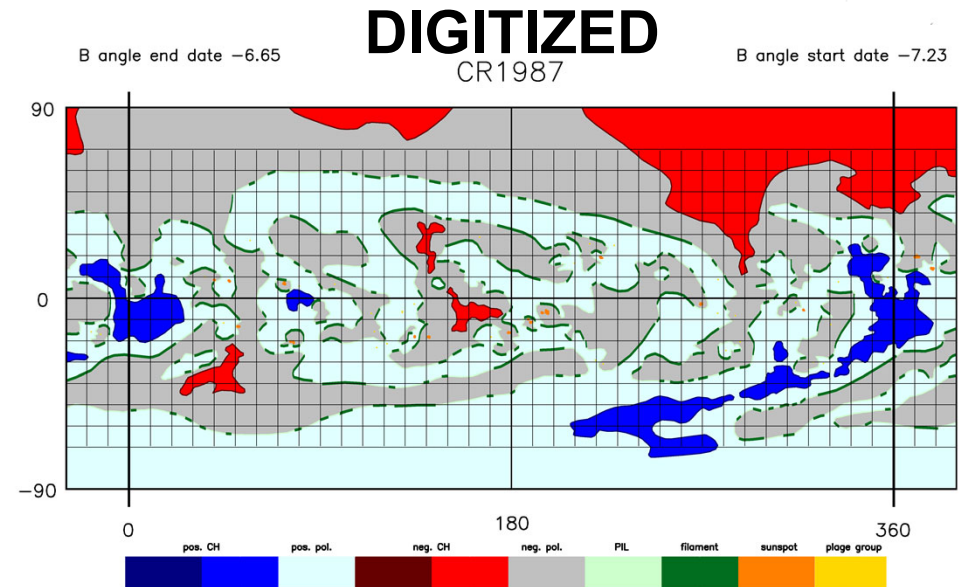 DIGITIZED
B angle end date −6.65
B angle start date −7.23
CR1987
90
0
−90
0
180
360
pos. CH
pos. pol.
neg. CH
neg. pol.
PIL
filament
sunspot
plage group